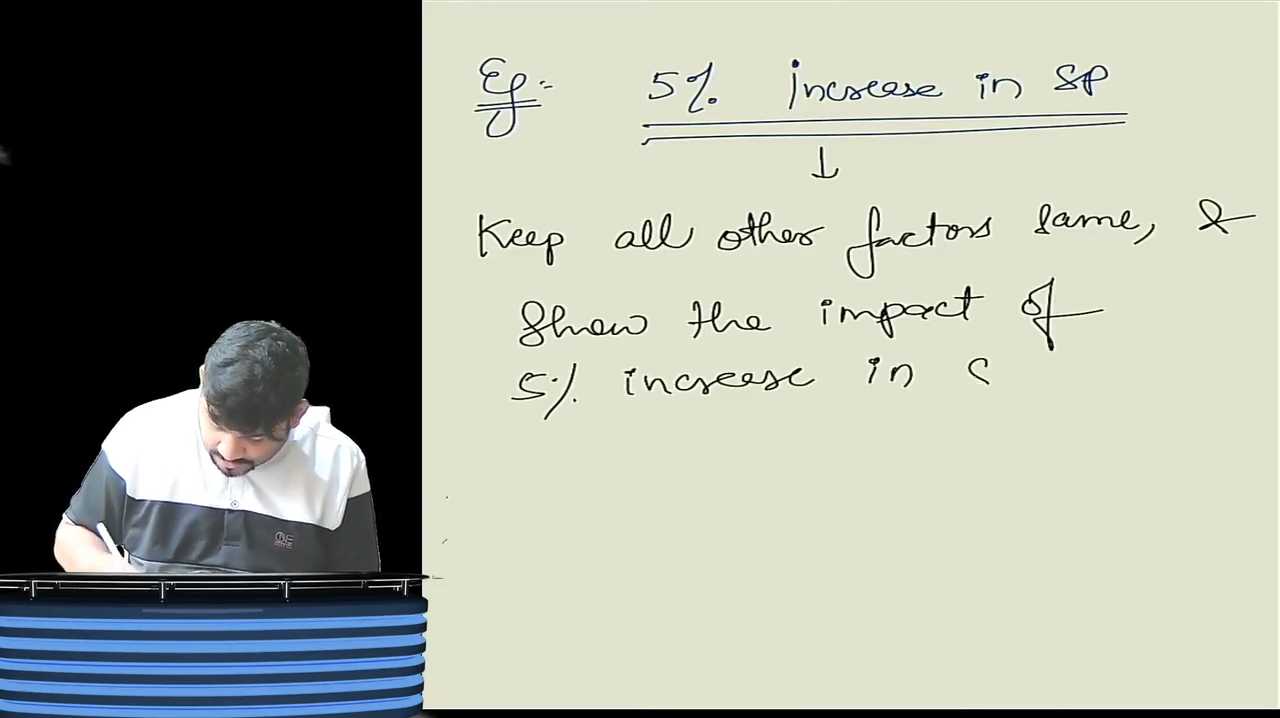 Eg:-
5% increase in SP
↓
Keep all other factors same, &
Show the impact of
5% increase in S